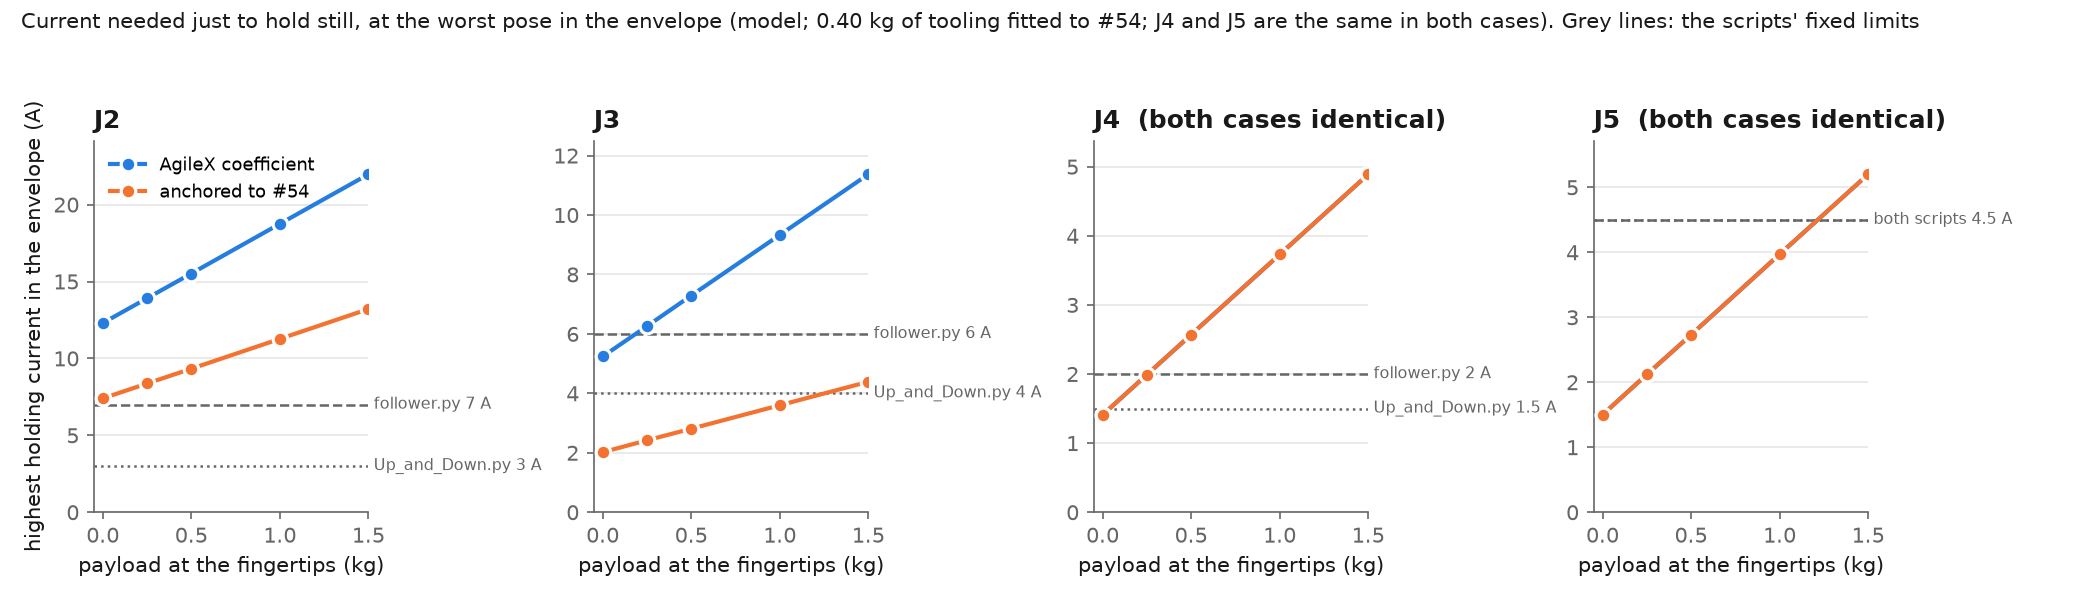 Current needed just to hold still, at the worst pose in the envelope (model; 0.40 kg of tooling fitted to #54; J4 and J5 are the same in both cases). Grey lines: the scripts' fixed limits
highest holding current in the envelope (A)
J2
AgileX coefficient
anchored to #54
20
15
10
5
0
follower.py 7 A
Up_and_Down.py 3 A
0.0 0.5 1.0 1.5
payload at the fingertips (kg)
J3
12
10
8
6
4
2
0
follower.py 6 A
Up_and_Down.py 4 A
0.0 0.5 1.0 1.5
payload at the fingertips (kg)
J4 (both cases identical)
5
4
3
2
1
0
follower.py 2 A
Up_and_Down.py 1.5 A
0.0 0.5 1.0 1.5
payload at the fingertips (kg)
J5 (both cases identical)
5
4
3
2
1
0
both scripts 4.5 A
0.0 0.5 1.0 1.5
payload at the fingertips (kg)